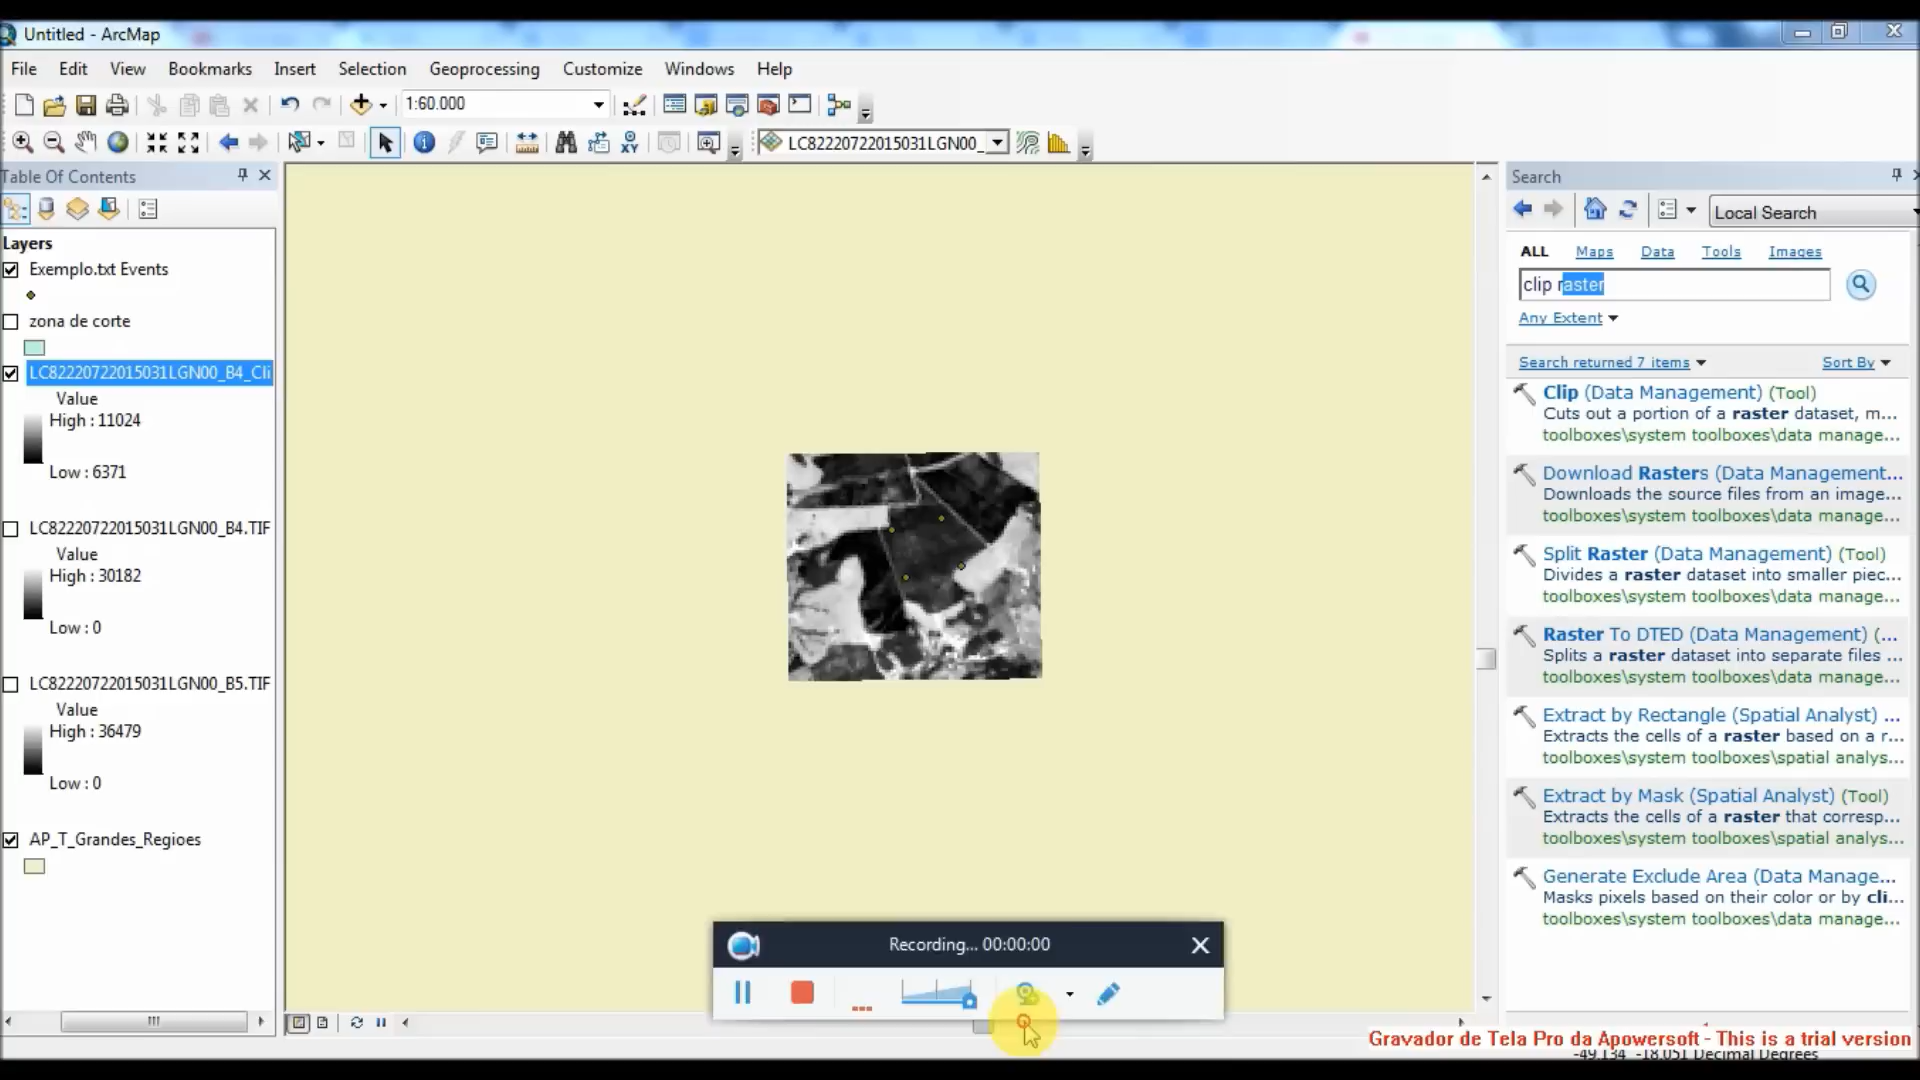 Untitled - ArcMap
File Edit View Bookmarks Insert Selection Geoprocessing Customize Windows Help
1:60.000
LC82220722015031LGN00_
Table Of Contents
Layers
Exemplo.txt Events
zona de corte
LC82220722015031LGN00_B4_Cli
Value
High : 11024
Low : 6371
LC82220722015031LGN00_B4.TIF
Value
High : 30182
Low : 0
LC82220722015031LGN00_B5.TIF
Value
High : 36479
Low : 0
AP_T_Grandes_Regioes
Recording... 00:00:00
Search
Local Search
ALL Maps Data Tools Images
clip raster
Any Extent
Search returned 7 items Sort By
Clip (Data Management) (Tool)
Cuts out a portion of a raster dataset, m...
toolboxes\system toolboxes\data manage...
Download Rasters (Data Management...
Downloads the source files from an image...
toolboxes\system toolboxes\data manage...
Split Raster (Data Management) (Tool)
Divides a raster dataset into smaller piec...
toolboxes\system toolboxes\data manage...
Raster To DTED (Data Management) (...
Splits a raster dataset into separate files ...
toolboxes\system toolboxes\data manage...
Extract by Rectangle (Spatial Analyst) ...
Extracts the cells of a raster based on a r...
toolboxes\system toolboxes\spatial analys...
Extract by Mask (Spatial Analyst) (Tool)
Extracts the cells of a raster that corresp...
toolboxes\system toolboxes\spatial analys...
Generate Exclude Area (Data Manage...
Masks pixels based on their color or by cli...
toolboxes\system toolboxes\data manage...
Gravador de Tela Pro da Apowersoft - This is a trial version
-49,134 -18,051 Decimal Degrees